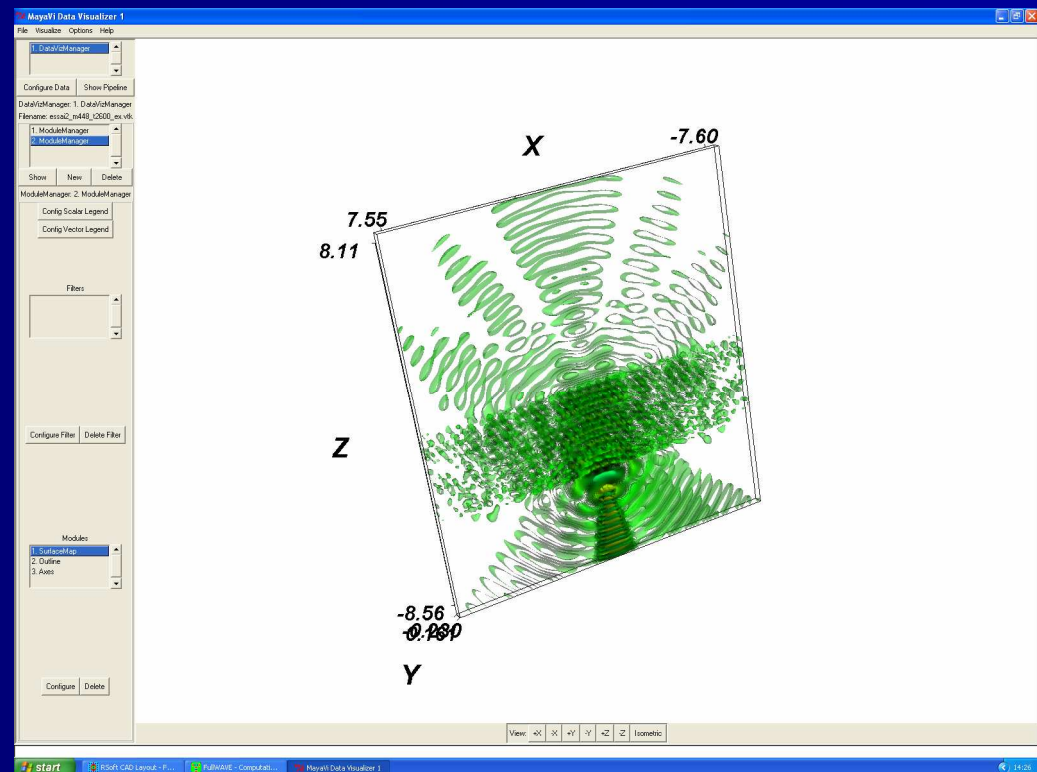 MayaVi Data Visualizer 1
File Visualize Options Help
1. DataVizManager
Configure Data Show Pipeline
DataVizManager: 1. DataVizManager
Filename: essai2_m448_t2600_ex.vtk
1. ModuleManager
2. ModuleManager
Show New Delete
ModuleManager: 2. ModuleManager
Config Scalar Legend
Config Vector Legend
Filters
Configure Filter Delete Filter
Modules
1. SurfaceMap
2. Outline
3. Axes
Configure Delete
X
-7.60
7.55
8.11
Z
-8.56
Y
View: +X -X +Y -Y +Z -Z Isometric
start RSoft CAD Layout - F... FullWAVE - Computati... MayaVi Data Visualizer 1 14:26